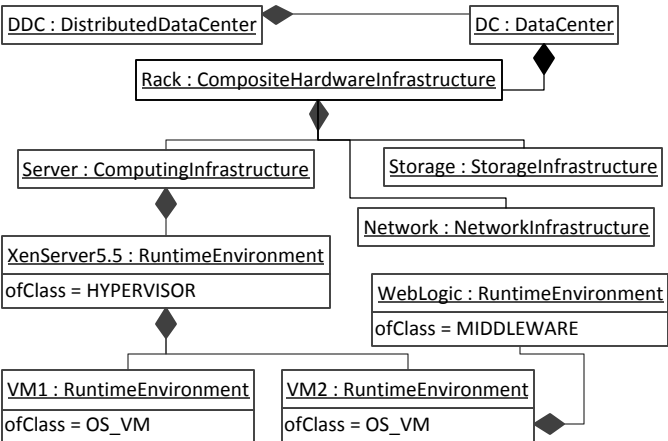 DDC : DistributedDataCenter
DC : DataCenter
Rack : CompositeHardwareInfrastructure
Server : ComputingInfrastructure
Storage : StorageInfrastructure
Network : NetworkInfrastructure
XenServer5.5 : RuntimeEnvironment
ofClass = HYPERVISOR
WebLogic : RuntimeEnvironment
ofClass = MIDDLEWARE
VM1 : RuntimeEnvironment
ofClass = OS_VM
VM2 : RuntimeEnvironment
ofClass = OS_VM